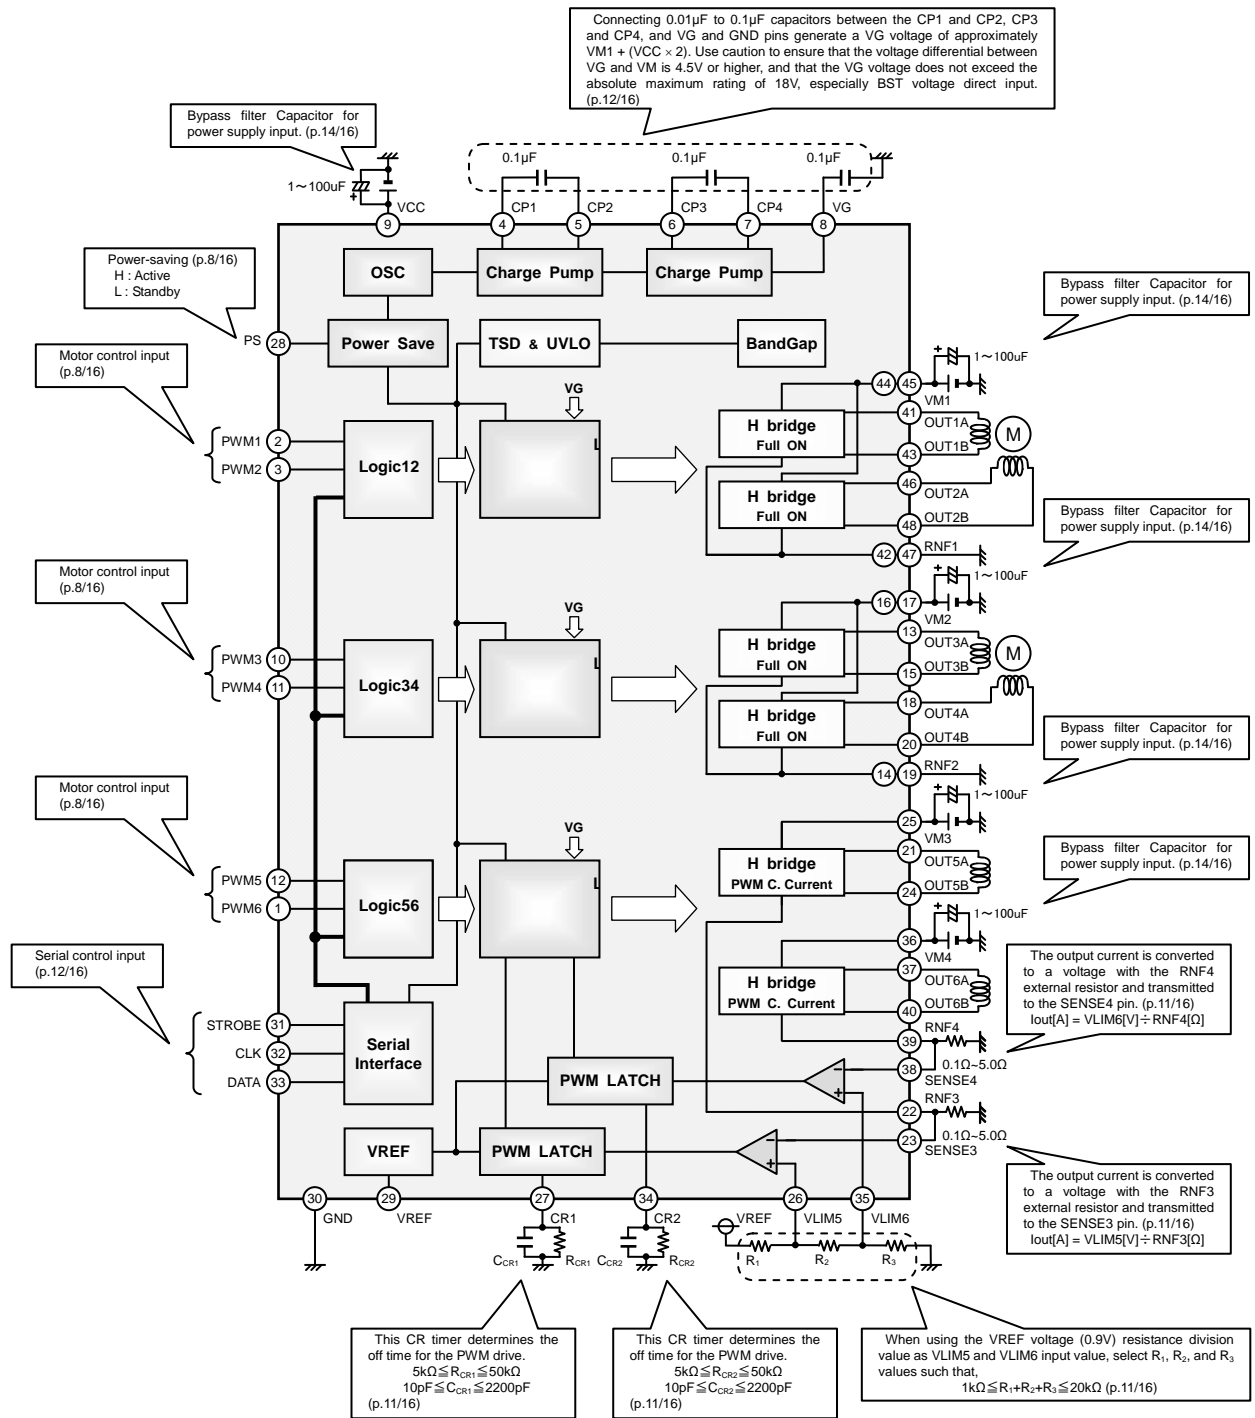 Connecting 0.01µF to 0.1µF capacitors between the CP1 and CP2, CP3
and CP4, and VG and GND pins generate a VG voltage of approximately
VM1 + (VCC × 2). Use caution to ensure that the voltage differential between
VG and VM is 4.5V or higher, and that the VG voltage does not exceed the
absolute maximum rating of 18V, especially BST voltage direct input.
(p.12/16)
Bypass filter Capacitor for
power supply input. (p.14/16)
1～100uF
+
0.1µF
0.1µF
0.1µF
VCC
CP1
CP2
CP3
CP4
VG
9
4
5
6
7
8
Power-saving (p.8/16)
H : Active
L : Standby
OSC
Charge Pump
Charge Pump
Bypass filter Capacitor for
power supply input. (p.14/16)
PS
28
Power Save
TSD & UVLO
BandGap
+
1～100uF
Motor control input
(p.8/16)
VG
44
45
VM1
PWM1
2
PWM2
3
Logic12
L
H bridge
Full ON
41
OUT1A
OUT1B
43
M
H bridge
Full ON
46
OUT2A
OUT2B
48
Bypass filter Capacitor for
power supply input. (p.14/16)
42
47
RNF1
Motor control input
(p.8/16)
+
1～100uF
VG
16
17
VM2
PWM3
10
PWM4
11
Logic34
L
H bridge
Full ON
13
OUT3A
OUT3B
15
M
H bridge
Full ON
18
OUT4A
OUT4B
20
Bypass filter Capacitor for
power supply input. (p.14/16)
14
19
RNF2
Motor control input
(p.8/16)
+
1～100uF
VG
25
VM3
PWM5
12
PWM6
1
Logic56
L
H bridge
PWM C. Current
21
OUT5A
OUT5B
24
Bypass filter Capacitor for
power supply input. (p.14/16)
+
1～100uF
Serial control input
(p.12/16)
36
VM4
H bridge
PWM C. Current
37
OUT6A
OUT6B
40
The output current is converted
to a voltage with the RNF4
external resistor and transmitted
to the SENSE4 pin. (p.11/16)
Iout[A] = VLIM6[V]÷RNF4[Ω]
STROBE
31
CLK
32
DATA
33
Serial
Interface
RNF4
39
0.1Ω~5.0Ω
38
SENSE4
PWM LATCH
−
+
RNF3
22
0.1Ω~5.0Ω
23
SENSE3
VREF
PWM LATCH
−
+
The output current is converted
to a voltage with the RNF3
external resistor and transmitted
to the SENSE3 pin. (p.11/16)
Iout[A] = VLIM5[V]÷RNF3[Ω]
30
29
27
34
26
35
GND
VREF
CR1
CR2
VREF
VLIM5
VLIM6
CCR1
RCR1
CCR2
RCR2
R1
R2
R3
This CR timer determines the
off time for the PWM drive.
5kΩ≦RCR1≦50kΩ
10pF≦CCR1≦2200pF
(p.11/16)
This CR timer determines the
off time for the PWM drive.
5kΩ≦RCR2≦50kΩ
10pF≦CCR2≦2200pF
(p.11/16)
When using the VREF voltage (0.9V) resistance division
value as VLIM5 and VLIM6 input value, select R1, R2, and R3
values such that,
1kΩ≦R1+R2+R3≦20kΩ (p.11/16)